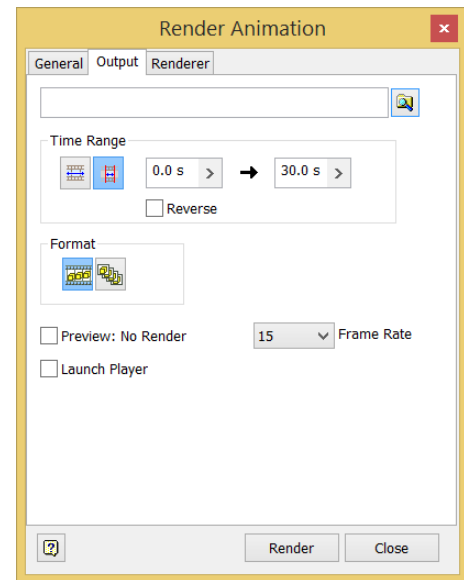 Render Animation
General Output Renderer
Time Range
0.0 s 30.0 s
Reverse
Format
Preview: No Render 15 Frame Rate
Launch Player
Render Close